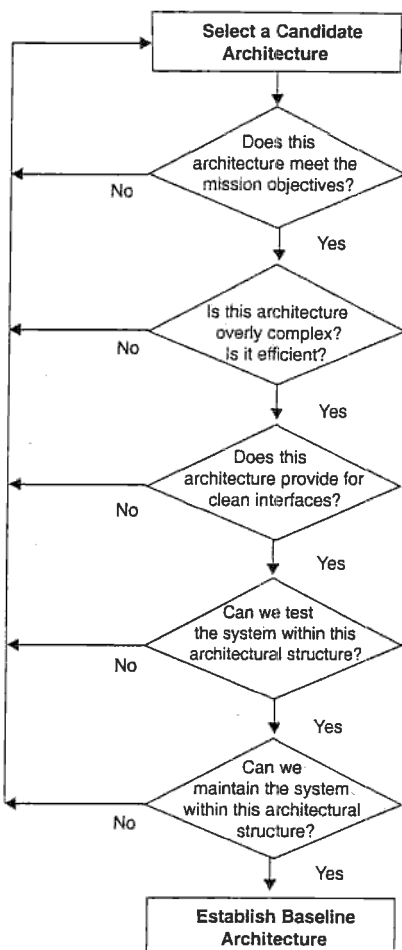 Select a Candidate
Architecture
Does this
architecture meet the
mission objectives?
No
Yes
Is this architecture
overly complex?
Is it efficient?
No
Yes
Does this
architecture provide for
clean interfaces?
No
Yes
Can we test
the system within this
architectural structure?
No
Yes
Can we
maintain the system
within this architectural
structure?
No
Yes
Establish Baseline
Architecture